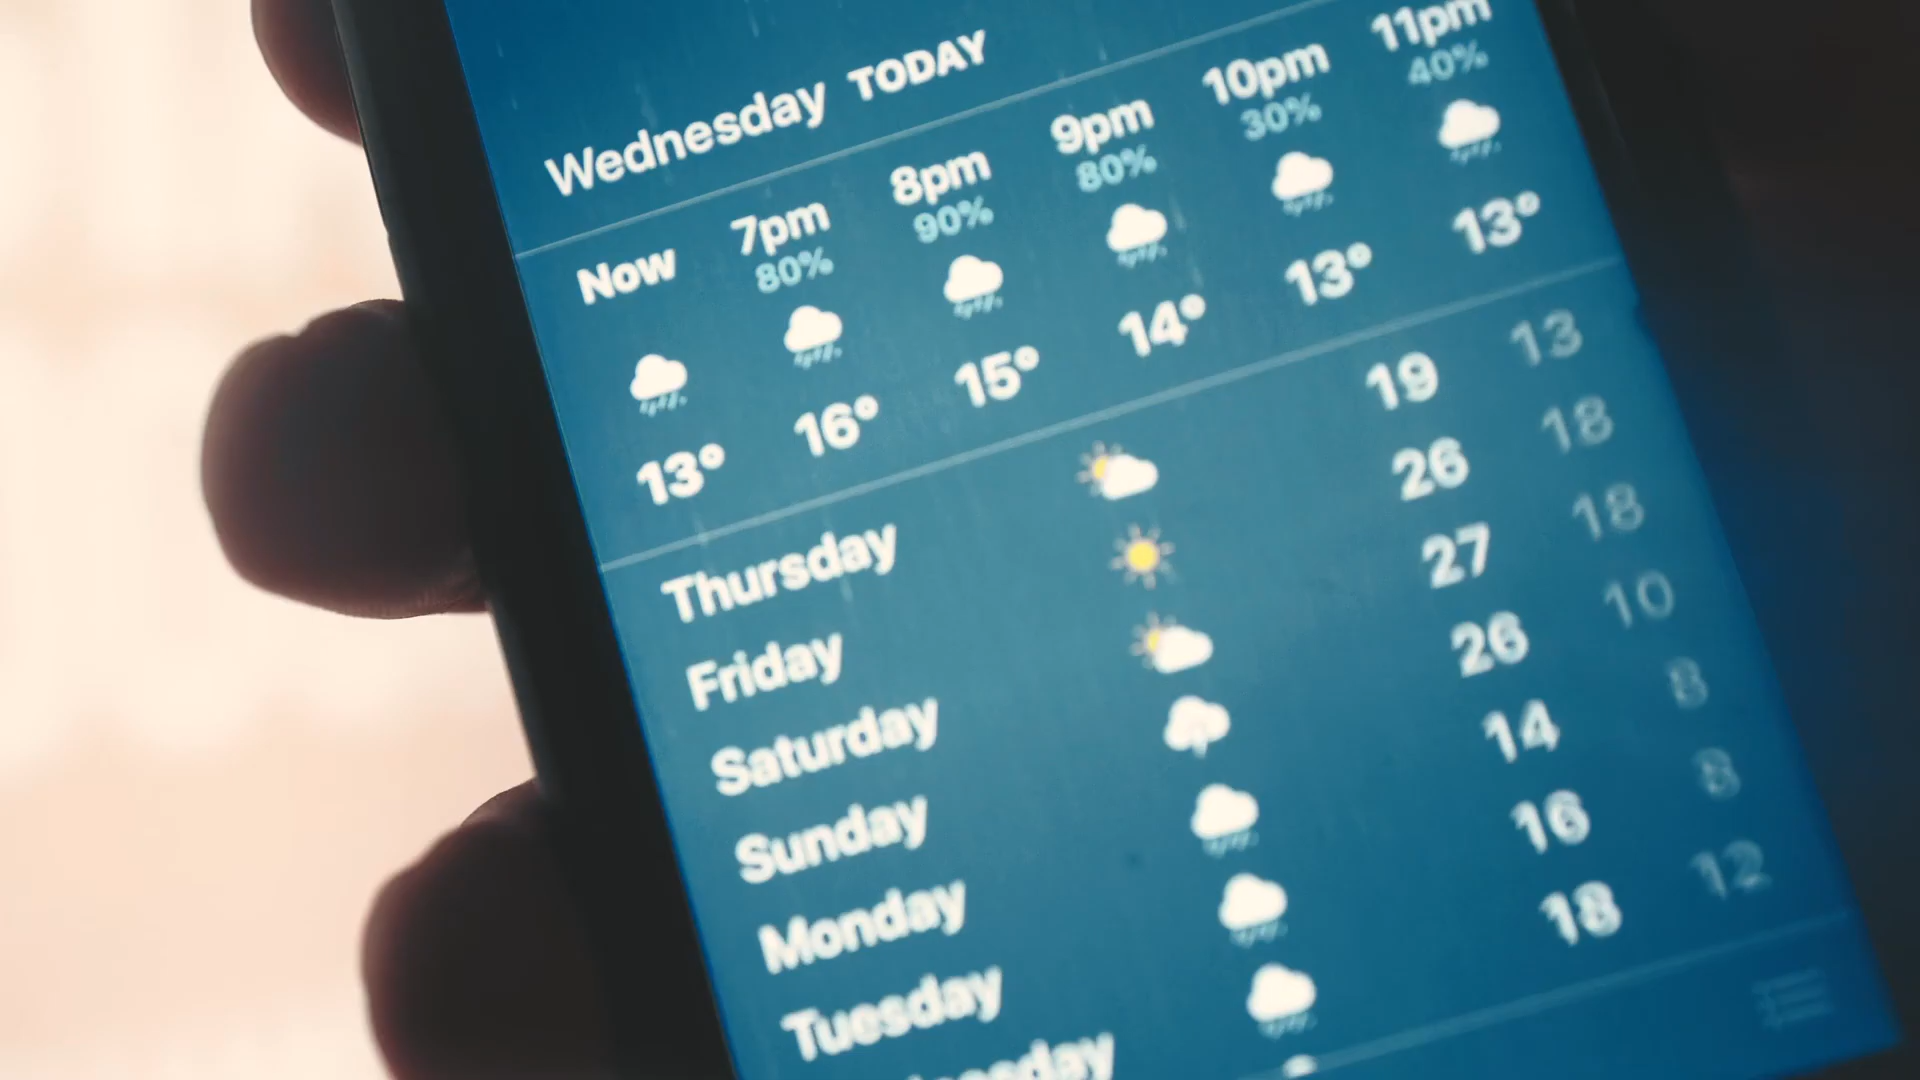 Wednesday TODAY
Now 7pm 8pm 9pm 10pm 11pm
80% 90% 80% 30% 40%
13° 16° 15° 14° 13° 13°
Thursday 19 13
Friday 26 18
Saturday 27 18
Sunday 26 10
Monday 14 8
Tuesday 16 8
nesday 18 12